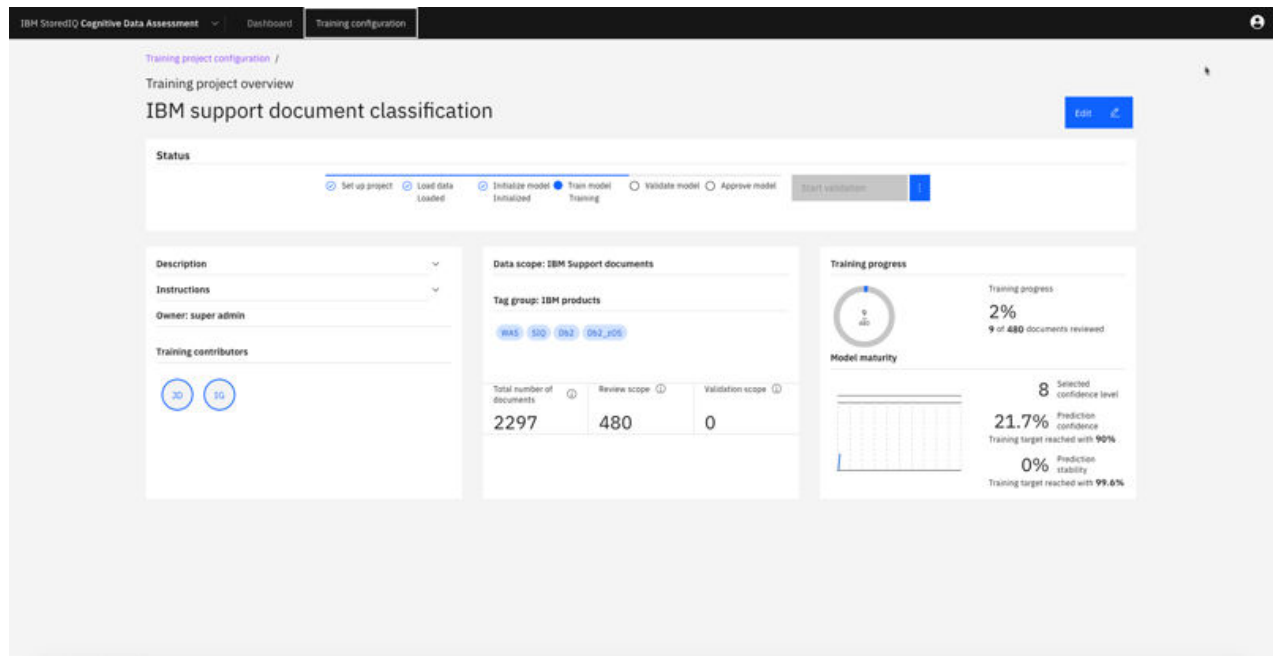 IBM StoredIQ Cognitive Data Assessment
Dashboard
Training configuration
Training project configuration /
Training project overview
IBM support document classification
Edit
Status
Set up project
Load data
Loaded
Initialize model
Initialized
Train model
Training
Validate model
Approve model
Start validation
Description
Instructions
Owner: super admin
Training contributors
JD
SG
Data scope: IBM Support documents
Tag group: IBM products
WAS SIQ Db2 Db2_zOS
Total number of
documents
2297
Review scope
480
Validation scope
0
Training progress
9
480
Training progress
2%
9 of 480 documents reviewed
Model maturity
8 Selected
confidence level
21.7% Prediction
confidence
Training target reached with 90%
0% Prediction
stability
Training target reached with 99.6%